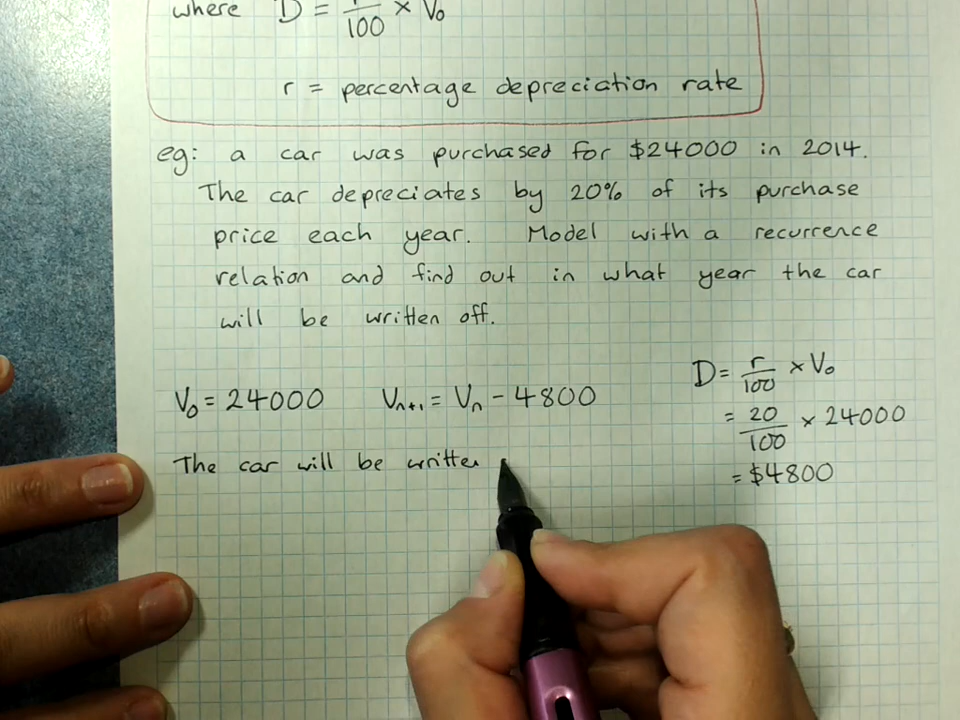 where D = r/100 × V₀
r = percentage depreciation rate
eg: a car was purchased for $24000 in 2014.
The car depreciates by 20% of its purchase
price each year. Model with a recurrence
relation and find out in what year the car
will be written off.
D = r/100 × V₀
V₀ = 24000 Vₙ₊₁ = Vₙ - 4800
= 20/100 × 24000
The car will be written
= $4800